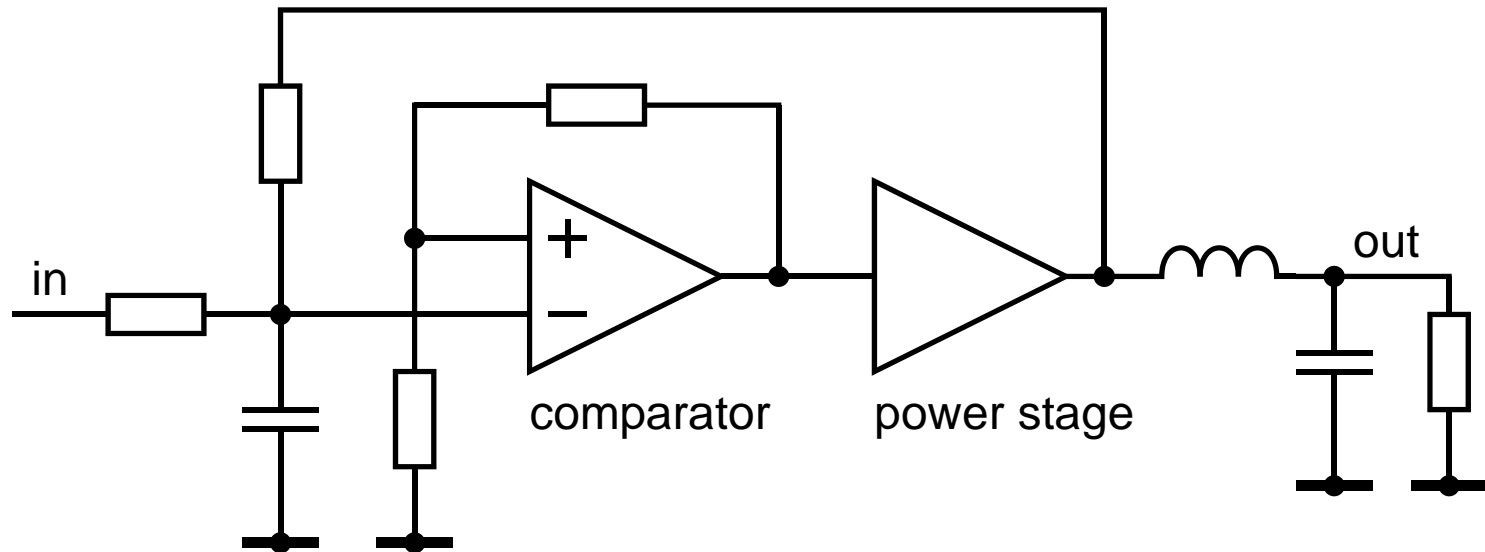 in
+
−
out
comparator
power stage